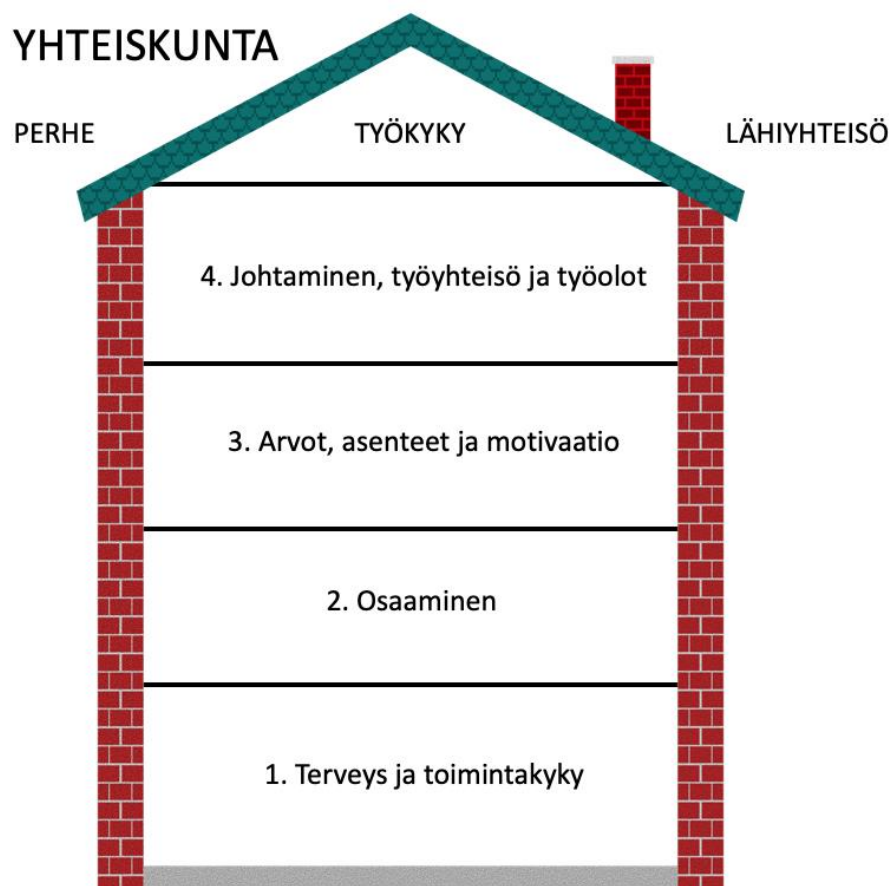 YHTEISKUNTA
PERHE
TYÖKYKY
LÄHIYHTEISÖ
4. Johtaminen, työyhteisö ja työolot
3. Arvot, asenteet ja motivaatio
2. Osaaminen
1. Terveys ja toimintakyky